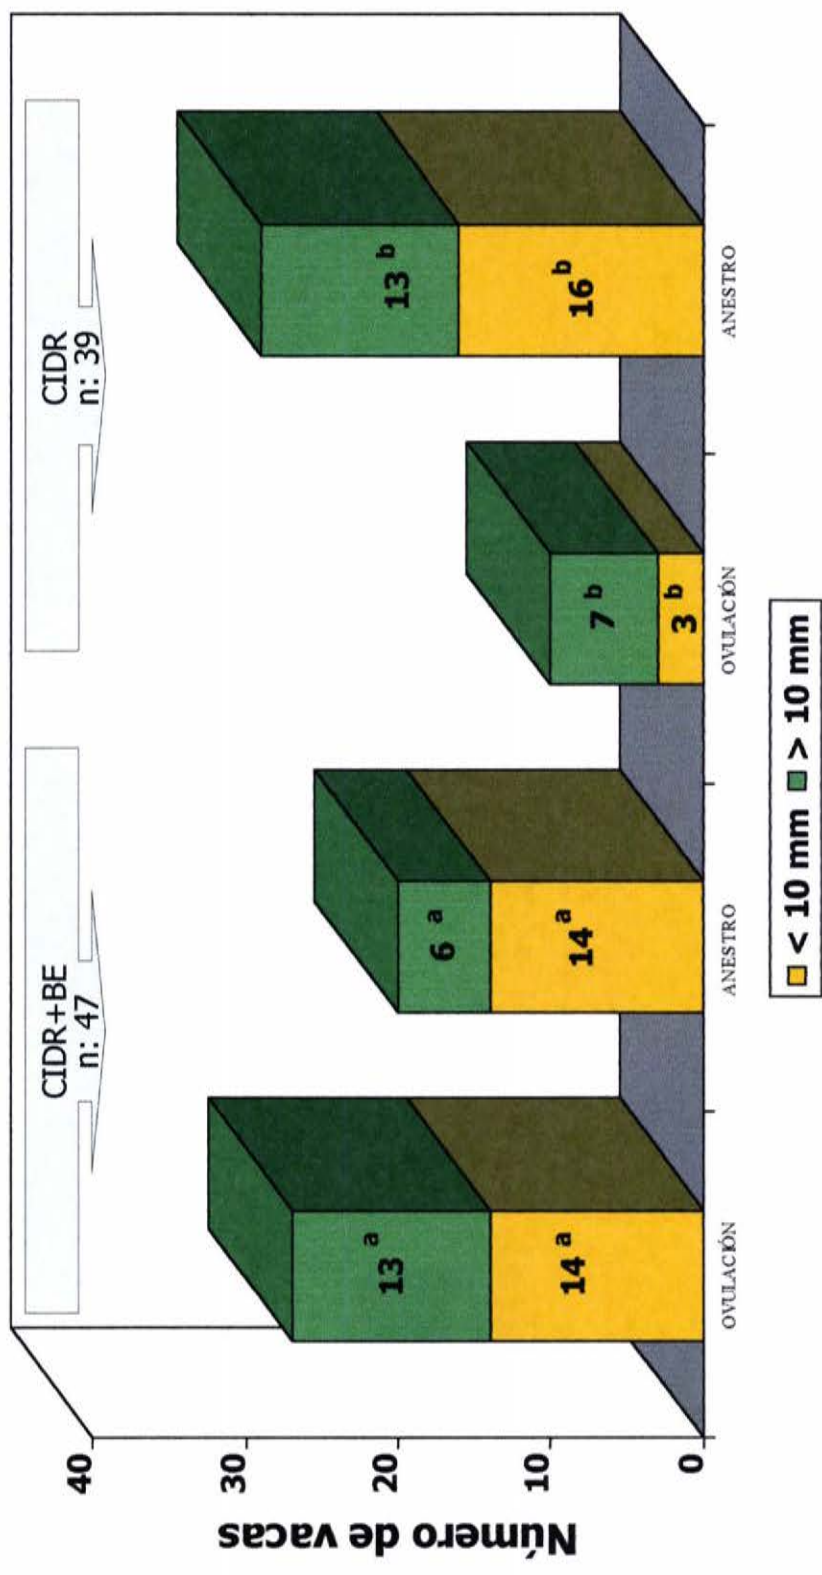 CIDR+BE
n: 47
CIDR
n: 39
Número de vacas
40
30
20
10
0
13 a
14 a
6 a
14 a
7 b
3 b
13 b
16 b
OVULACIÓN
ANESTRO
OVULACIÓN
ANESTRO
< 10 mm > 10 mm